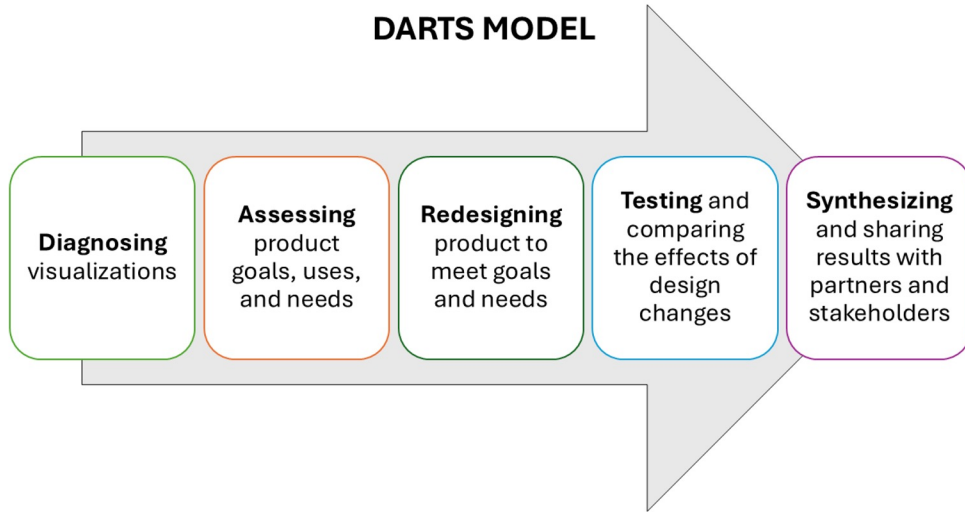 DARTS MODEL
Diagnosing
visualizations
Assessing
product
goals, uses,
and needs
Redesigning
product to
meet goals
and needs
Testing and
comparing
the effects of
design
changes
Synthesizing
and sharing
results with
partners and
stakeholders